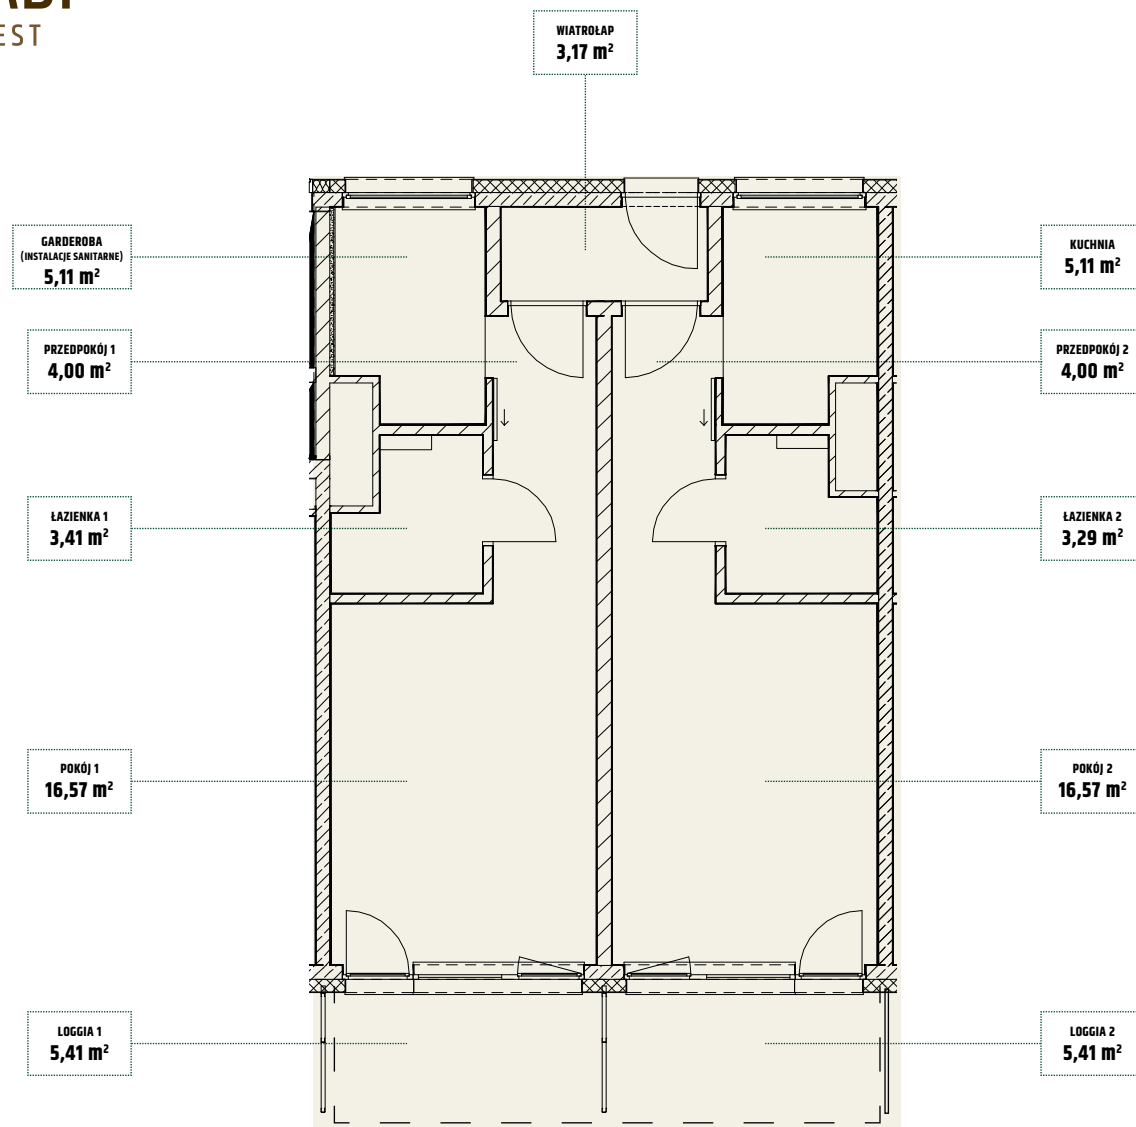 EST
WIATROŁAP
3,17 m²
GARDEROBA
(INSTALACJE SANITARNE)
5,11 m²
KUCHNIA
5,11 m²
PRZEDPOKÓJ 1
4,00 m²
PRZEDPOKÓJ 2
4,00 m²
ŁAZIENKA 1
3,41 m²
ŁAZIENKA 2
3,29 m²
POKÓJ 1
16,57 m²
POKÓJ 2
16,57 m²
LOGGIA 1
5,41 m²
LOGGIA 2
5,41 m²